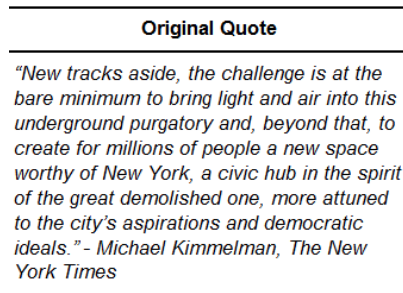 Original Quote
“New tracks aside, the challenge is at the
bare minimum to bring light and air into this
underground purgatory and, beyond that, to
create for millions of people a new space
worthy of New York, a civic hub in the spirit
of the great demolished one, more attuned
to the city’s aspirations and democratic
ideals.” - Michael Kimmelman, The New
York Times